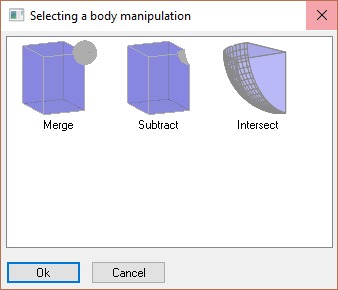 Selecting a body manipulation
Merge Subtract Intersect
Ok Cancel